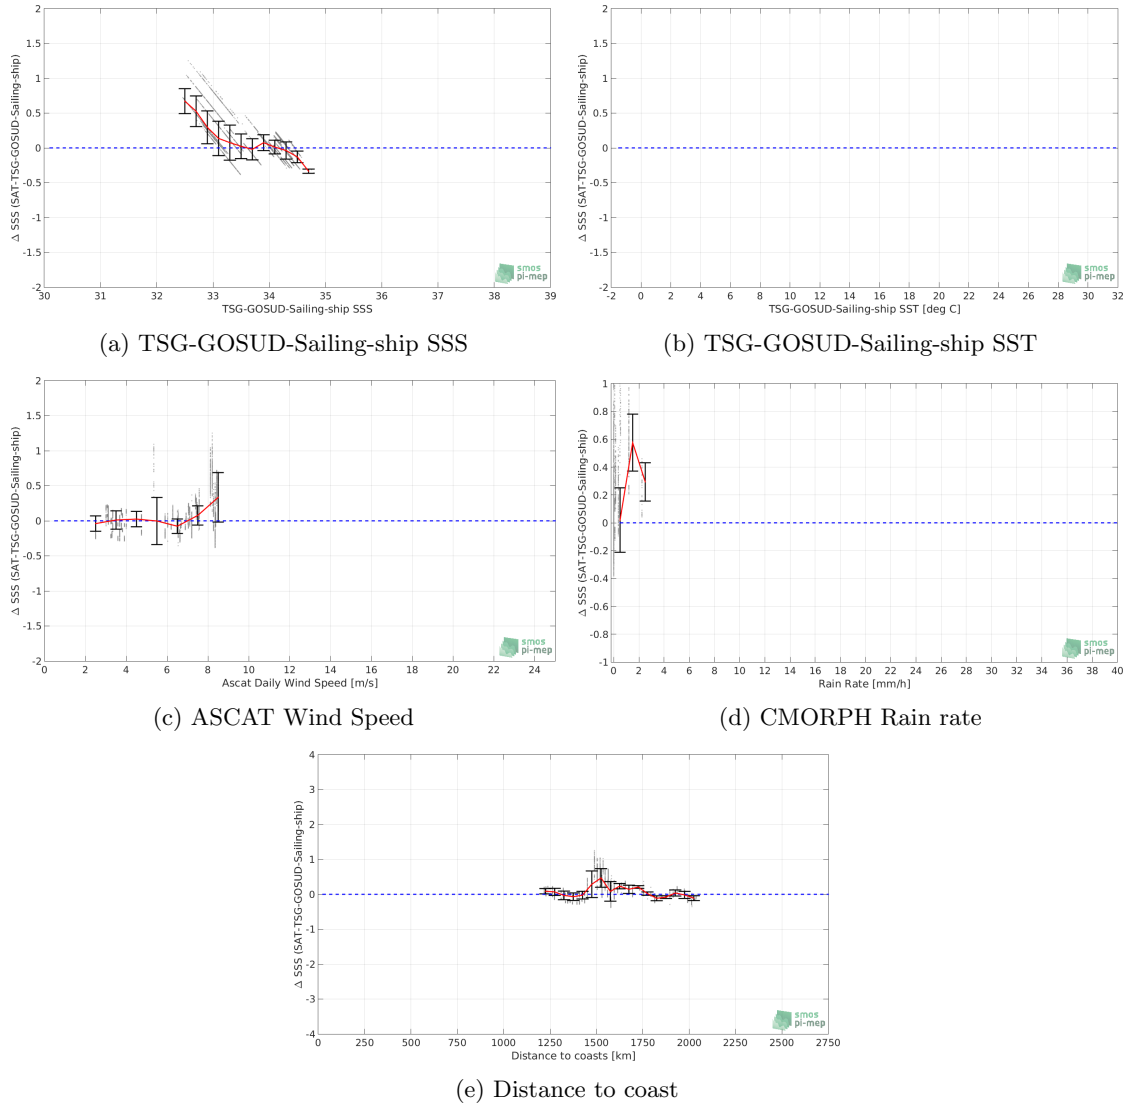 2
1.5
1
0.5
0
-0.5
-1
-1.5
-2
Δ SSS (SAT-TSG-GOSUD-Sailing-ship)
30 31 32 33 34 35 36 37 38 39
TSG-GOSUD-Sailing-ship SSS
smos
pi-mep
(a) TSG-GOSUD-Sailing-ship SSS
2
1.5
1
0.5
0
-0.5
-1
-1.5
-2
Δ SSS (SAT-TSG-GOSUD-Sailing-ship)
-2 0 2 4 6 8 10 12 14 16 18 20 22 24 26 28 30 32
TSG-GOSUD-Sailing-ship SST [deg C]
smos
pi-mep
(b) TSG-GOSUD-Sailing-ship SST
2
1.5
1
0.5
0
-0.5
-1
-1.5
-2
Δ SSS (SAT-TSG-GOSUD-Sailing-ship)
0 2 4 6 8 10 12 14 16 18 20 22 24
Ascat Daily Wind Speed [m/s]
smos
pi-mep
(c) ASCAT Wind Speed
1
0.8
0.6
0.4
0.2
0
-0.2
-0.4
-0.6
-0.8
-1
Δ SSS (SAT-TSG-GOSUD-Sailing-ship)
0 2 4 6 8 10 12 14 16 18 20 22 24 26 28 30 32 34 36 38 40
Rain Rate [mm/h]
smos
pi-mep
(d) CMORPH Rain rate
4
3
2
1
0
-1
-2
-3
-4
Δ SSS (SAT-TSG-GOSUD-Sailing-ship)
0 250 500 750 1000 1250 1500 1750 2000 2250 2500 2750
Distance to coasts [km]
smos
pi-mep
(e) Distance to coast